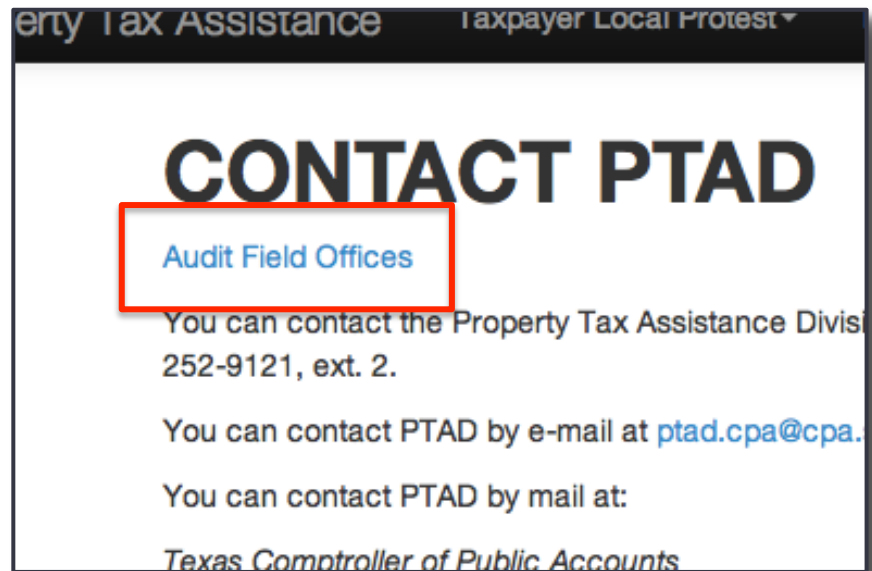 erty Tax Assistance Taxpayer Local Protest
CONTACT PTAD
Audit Field Offices
You can contact the Property Tax Assistance Divisi
252-9121, ext. 2.
You can contact PTAD by e-mail at ptad.cpa@cpa.
You can contact PTAD by mail at:
Texas Comptroller of Public Accounts